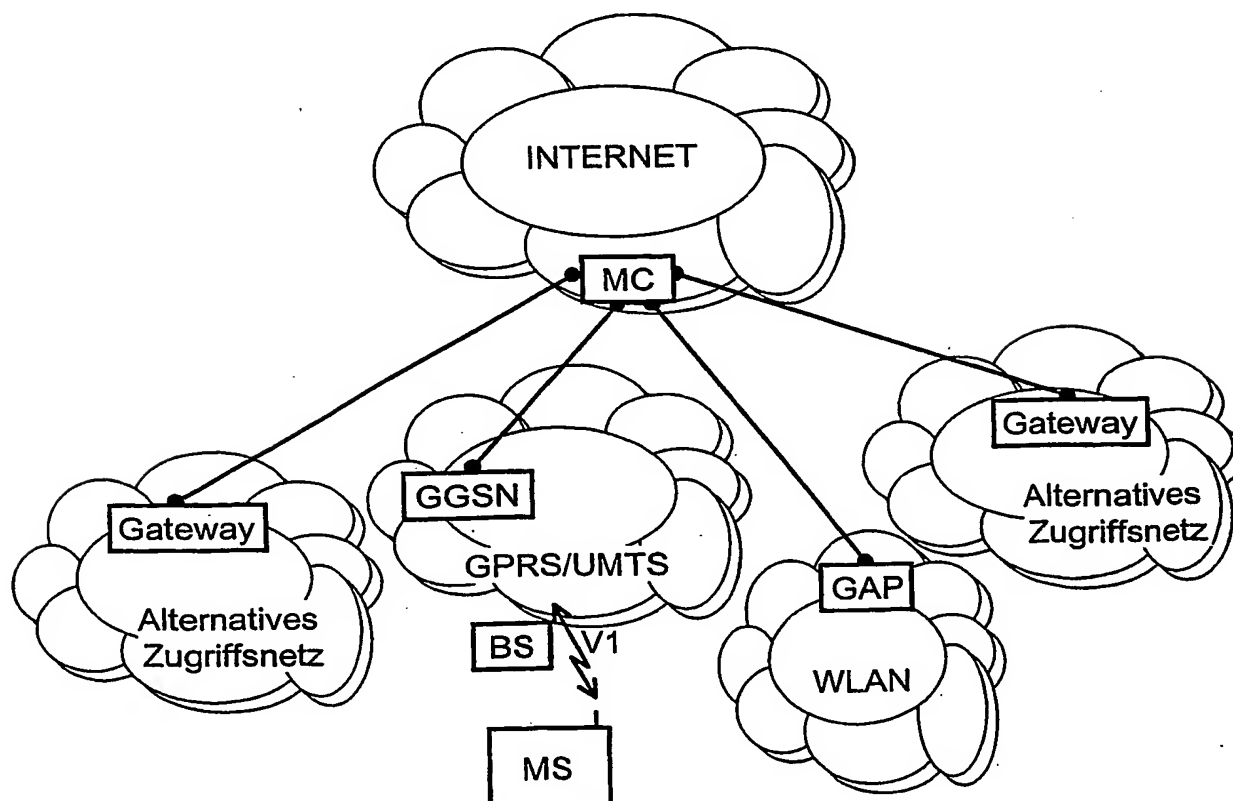 INTERNET
MC
Gateway
GGSN
Gateway
Alternatives
Zugriffsnetz
GPRS/UMTS
GAP
Alternatives
Zugriffsnetz
BS
V1
WLAN
MS